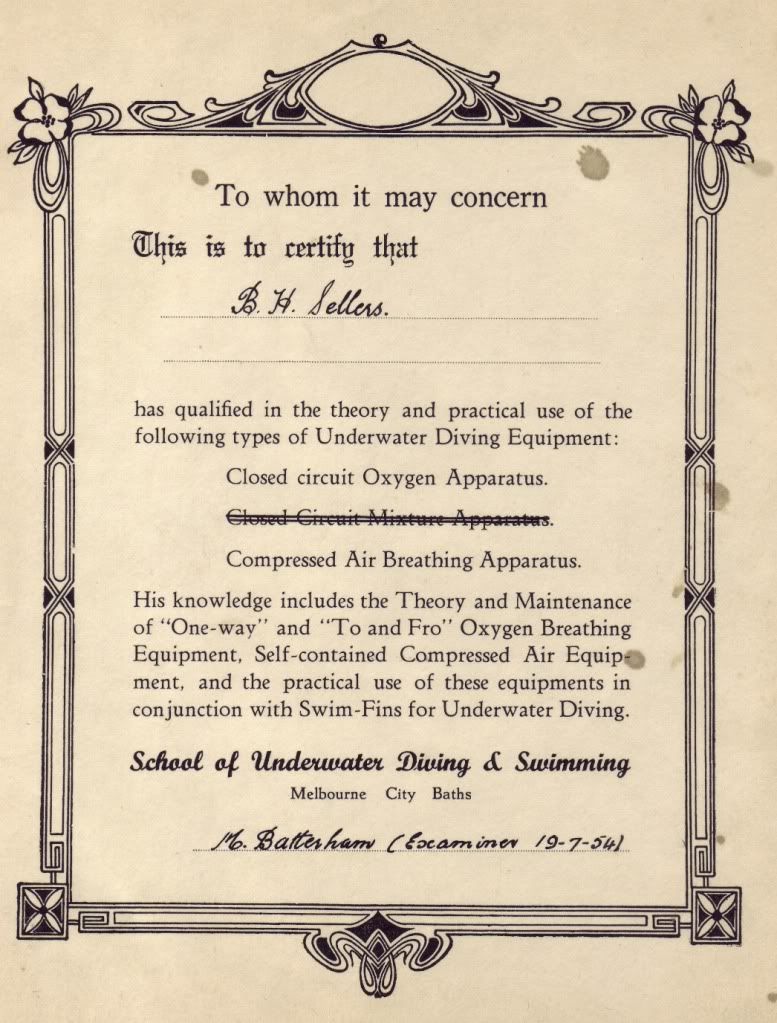 To whom it may concern
This is to certify that
B. H. Sellers.
has qualified in the theory and practical use of the
following types of Underwater Diving Equipment:
Closed circuit Oxygen Apparatus.
Closed Circuit Mixture Apparatus.
Compressed Air Breathing Apparatus.
His knowledge includes the Theory and Maintenance
of "One-way" and "To and Fro" Oxygen Breathing
Equipment, Self-contained Compressed Air Equip-
ment, and the practical use of these equipments in
conjunction with Swim-Fins for Underwater Diving.
School of Underwater Diving & Swimming
Melbourne City Baths
M. Batterham (Examiner 19-7-54)